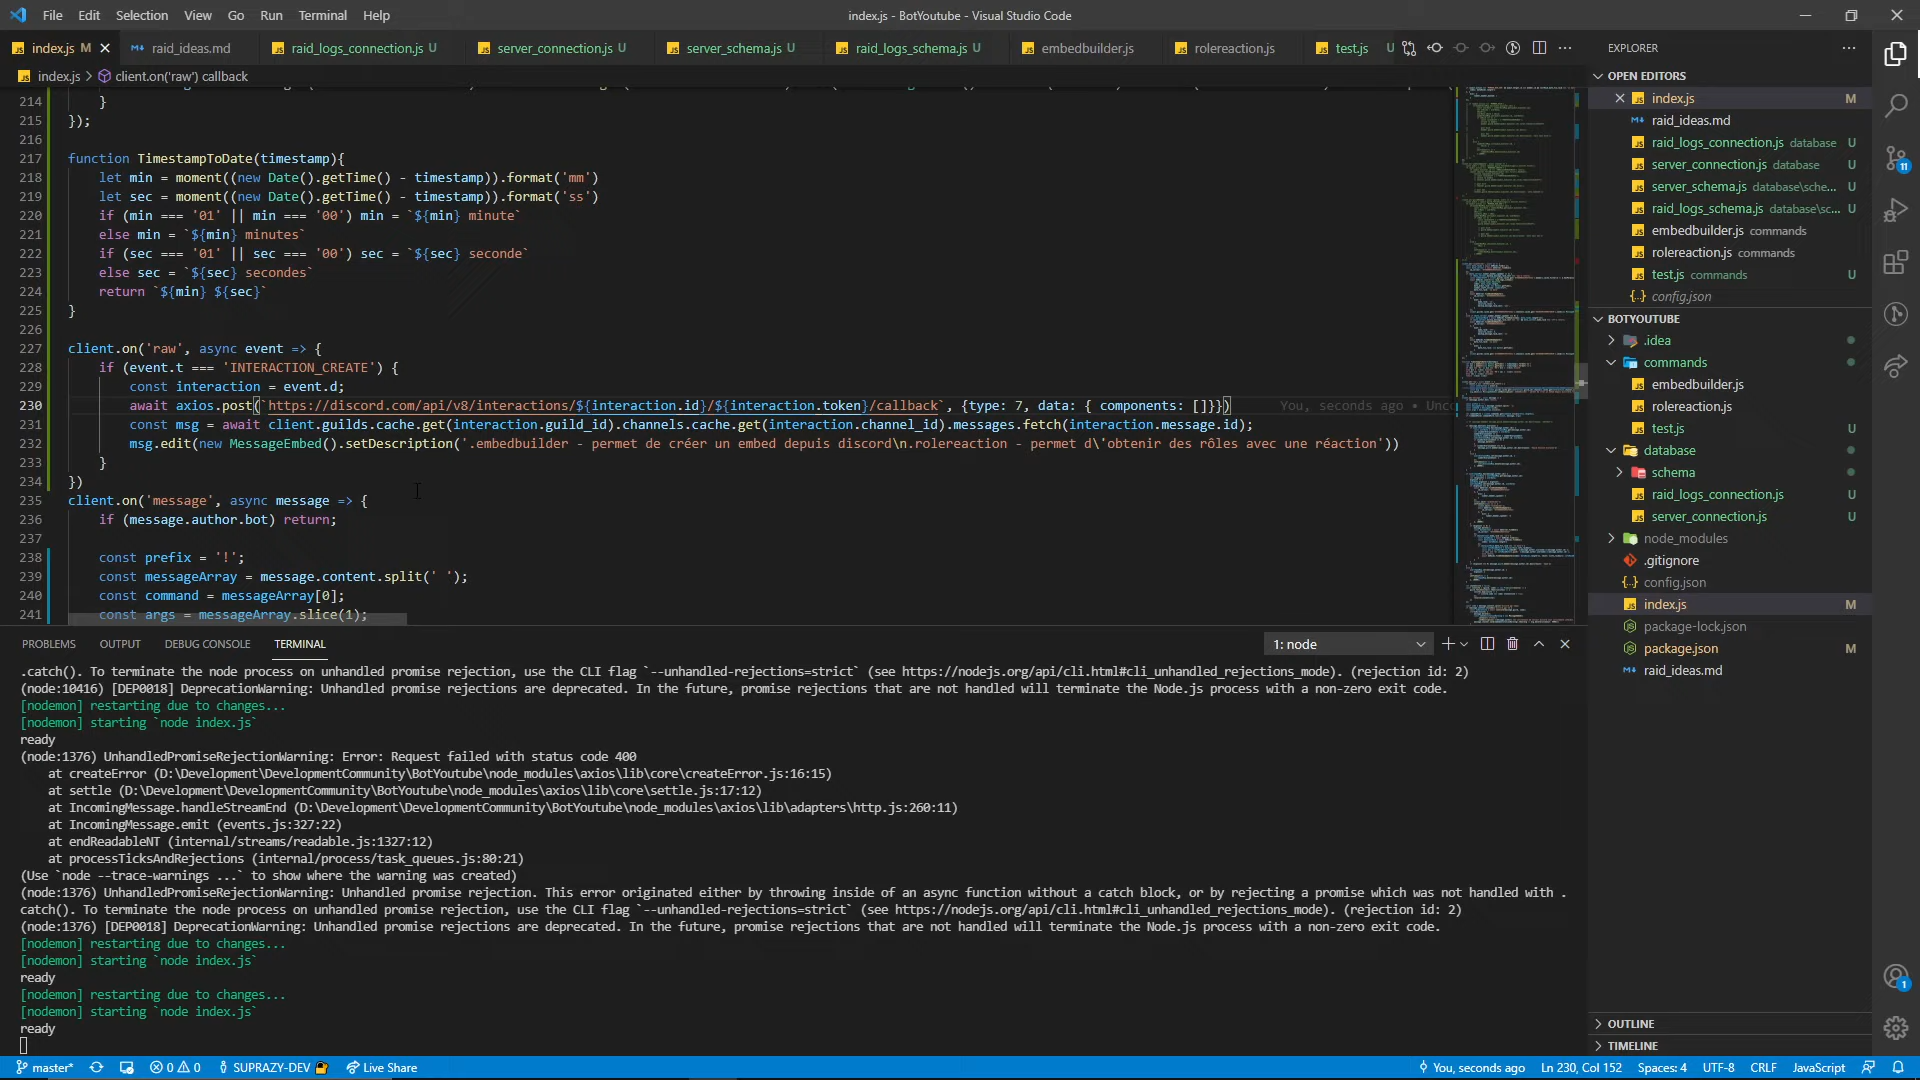 File Edit Selection View Go Run Terminal Help
index.js - BotYoutube - Visual Studio Code
index.js M raid_ideas.md raid_logs_connection.js U server_connection.js U server_schema.js U raid_logs_schema.js U embedbuilder.js rolereaction.js test.js U
index.js > client.on('raw') callback
214 }
215 });
216
217 function TimestampToDate(timestamp){
218 let min = moment((new Date().getTime() - timestamp)).format('mm')
219 let sec = moment((new Date().getTime() - timestamp)).format('ss')
220 if (min === '01' || min === '00') min = `${min} minute`
221 else min = `${min} minutes`
222 if (sec === '01' || sec === '00') sec = `${sec} seconde`
223 else sec = `${sec} secondes`
224 return `${min} ${sec}`
225 }
226
227 client.on('raw', async event => {
228 if (event.t === 'INTERACTION_CREATE') {
229 const interaction = event.d;
230 await axios.post(`https://discord.com/api/v8/interactions/${interaction.id}/${interaction.token}/callback`, {type: 7, data: { components: []}}) You, seconds ago • Unco
231 const msg = await client.guilds.cache.get(interaction.guild_id).channels.cache.get(interaction.channel_id).messages.fetch(interaction.message.id);
232 msg.edit(new MessageEmbed().setDescription('.embedbuilder - permet de créer un embed depuis discord\n.rolereaction - permet d\'obtenir des rôles avec une réaction'))
233 }
234 })
235 client.on('message', async message => {
236 if (message.author.bot) return;
237
238 const prefix = '!';
239 const messageArray = message.content.split(' ');
240 const command = messageArray[0];
241 const args = messageArray.slice(1);
PROBLEMS OUTPUT DEBUG CONSOLE TERMINAL
1: node
.catch(). To terminate the node process on unhandled promise rejection, use the CLI flag `--unhandled-rejections=strict` (see https://nodejs.org/api/cli.html#cli_unhandled_rejections_mode). (rejection id: 2)
(node:10416) [DEP0018] DeprecationWarning: Unhandled promise rejections are deprecated. In the future, promise rejections that are not handled will terminate the Node.js process with a non-zero exit code.
[nodemon] restarting due to changes...
[nodemon] starting `node index.js`
ready
(node:1376) UnhandledPromiseRejectionWarning: Error: Request failed with status code 400
at createError (D:\Development\DevelopmentCommunity\BotYoutube\node_modules\axios\lib\core\createError.js:16:15)
at settle (D:\Development\DevelopmentCommunity\BotYoutube\node_modules\axios\lib\core\settle.js:17:12)
at IncomingMessage.handleStreamEnd (D:\Development\DevelopmentCommunity\BotYoutube\node_modules\axios\lib\adapters\http.js:260:11)
at IncomingMessage.emit (events.js:327:22)
at endReadableNT (internal/streams/readable.js:1327:12)
at processTicksAndRejections (internal/process/task_queues.js:80:21)
(Use `node --trace-warnings ...` to show where the warning was created)
(node:1376) UnhandledPromiseRejectionWarning: Unhandled promise rejection. This error originated either by throwing inside of an async function without a catch block, or by rejecting a promise which was not handled with .
catch(). To terminate the node process on unhandled promise rejection, use the CLI flag `--unhandled-rejections=strict` (see https://nodejs.org/api/cli.html#cli_unhandled_rejections_mode). (rejection id: 2)
(node:1376) [DEP0018] DeprecationWarning: Unhandled promise rejections are deprecated. In the future, promise rejections that are not handled will terminate the Node.js process with a non-zero exit code.
[nodemon] restarting due to changes...
[nodemon] starting `node index.js`
ready
[nodemon] restarting due to changes...
[nodemon] starting `node index.js`
ready
EXPLORER
OPEN EDITORS
index.js M
raid_ideas.md
raid_logs_connection.js database U
server_connection.js database U
server_schema.js database\sche... U
raid_logs_schema.js database\sc... U
embedbuilder.js commands
rolereaction.js commands
test.js commands U
config.json
BOTYOUTUBE
.idea
commands
embedbuilder.js
rolereaction.js
test.js U
database
schema
raid_logs_connection.js U
server_connection.js U
node_modules
.gitignore
config.json
index.js M
package-lock.json
package.json M
raid_ideas.md
OUTLINE
TIMELINE
11
1
master* 0 0 SUPRAZY-DEV Live Share
You, seconds ago Ln 230, Col 152 Spaces: 4 UTF-8 CRLF JavaScript